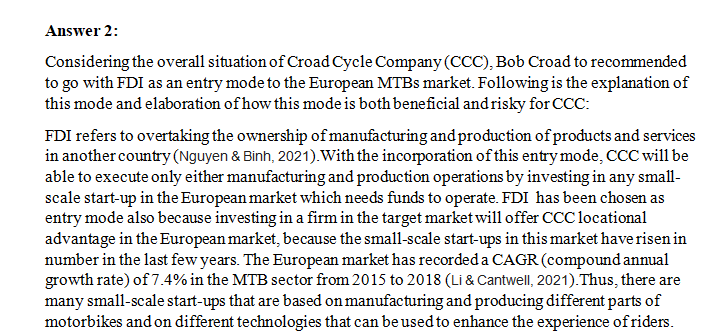 Answer 2:
Considering the overall situation of Croad Cycle Company (CCC), Bob Croad to recommended
to go with FDI as an entry mode to the European MTBs market. Following is the explanation of
this mode and elaboration of how this mode is both beneficial and risky for CCC:
FDI refers to overtaking the ownership of manufacturing and production of products and services
in another country (Nguyen & Binh, 2021).With the incorporation of this entry mode, CCC will be
able to execute only either manufacturing and production operations by investing in any small-
scale start-up in the European market which needs funds to operate. FDI  has been chosen as
entry mode also because investing in a firm in the target market will offer CCC locational
advantage in the European market, because the small-scale start-ups in this market have risen in
number in the last few years. The European market has recorded a CAGR (compound annual
growth rate) of 7.4% in the MTB sector from 2015 to 2018 (Li & Cantwell, 2021).Thus, there are
many small-scale start-ups that are based on manufacturing and producing different parts of
motorbikes and on different technologies that can be used to enhance the experience of riders.